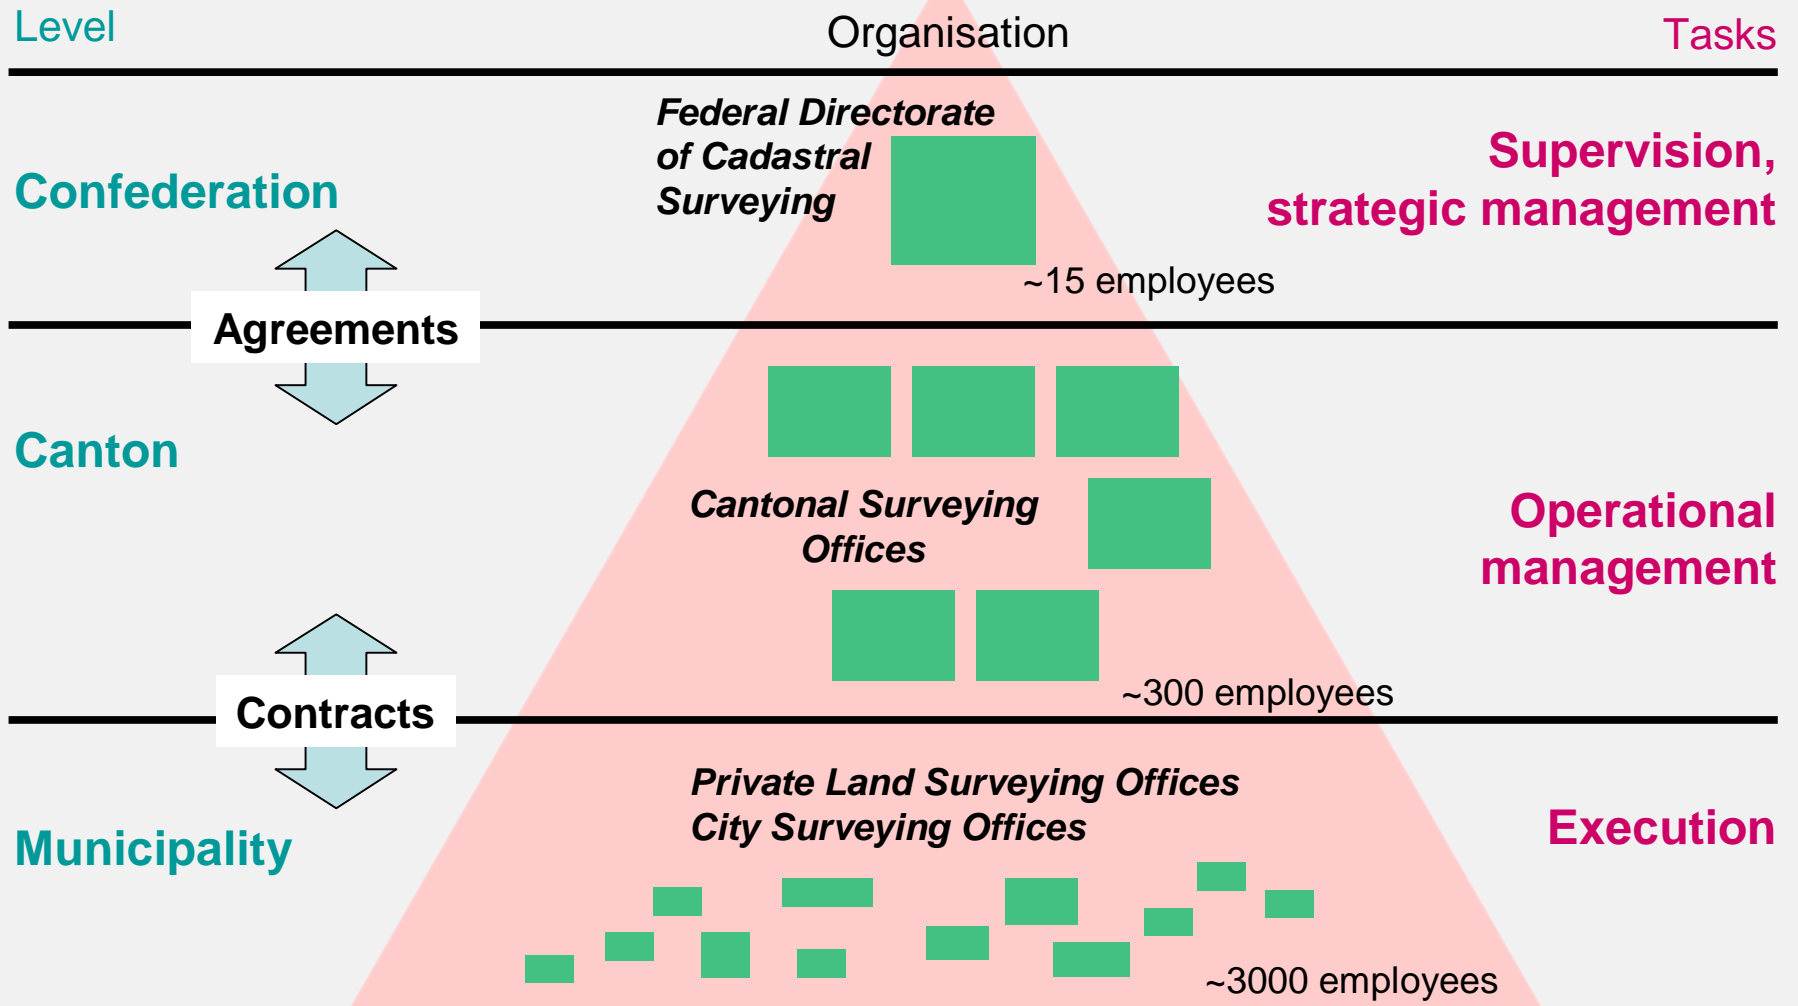 Level
Organisation
Tasks
Federal Directorate
of Cadastral
Surveying
Confederation
Supervision,
strategic management
~15 employees
Agreements
Canton
Cantonal Surveying
Offices
Operational
management
~300 employees
Contracts
Private Land Surveying Offices
City Surveying Offices
Municipality
Execution
~3000 employees